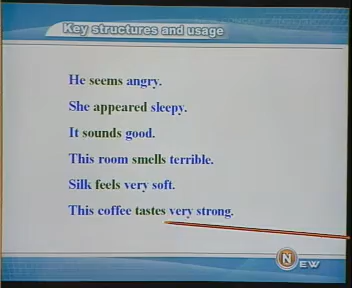 Key structures and usage
He seems angry.
She appeared sleepy.
It sounds good.
This room smells terrible.
Silk feels very soft.
This coffee tastes very strong.
NEW